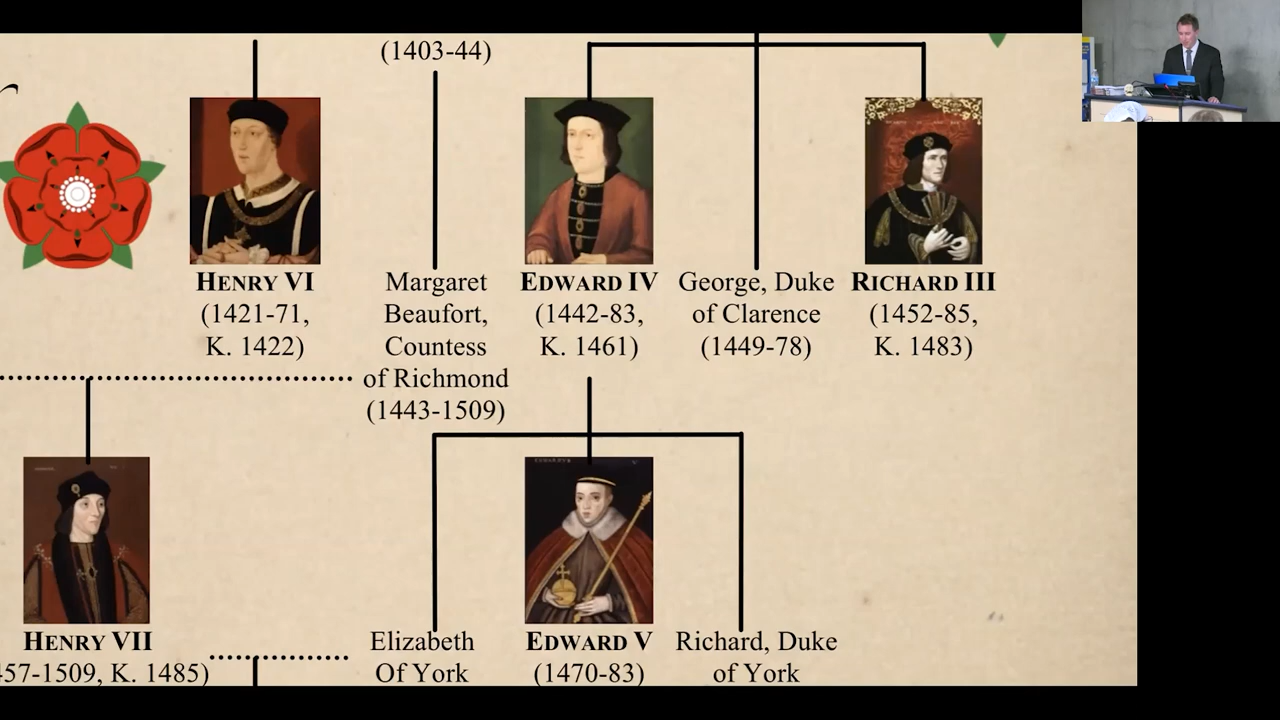 (1403-44)
HENRY VI
(1421-71,
K. 1422)
Margaret
Beaufort,
Countess
of Richmond
(1443-1509)
EDWARD IV
(1442-83,
K. 1461)
George, Duke
of Clarence
(1449-78)
RICHARD III
(1452-85,
K. 1483)
HENRY VII
457-1509, K. 1485)
Elizabeth
Of York
EDWARD V
(1470-83)
Richard, Duke
of York